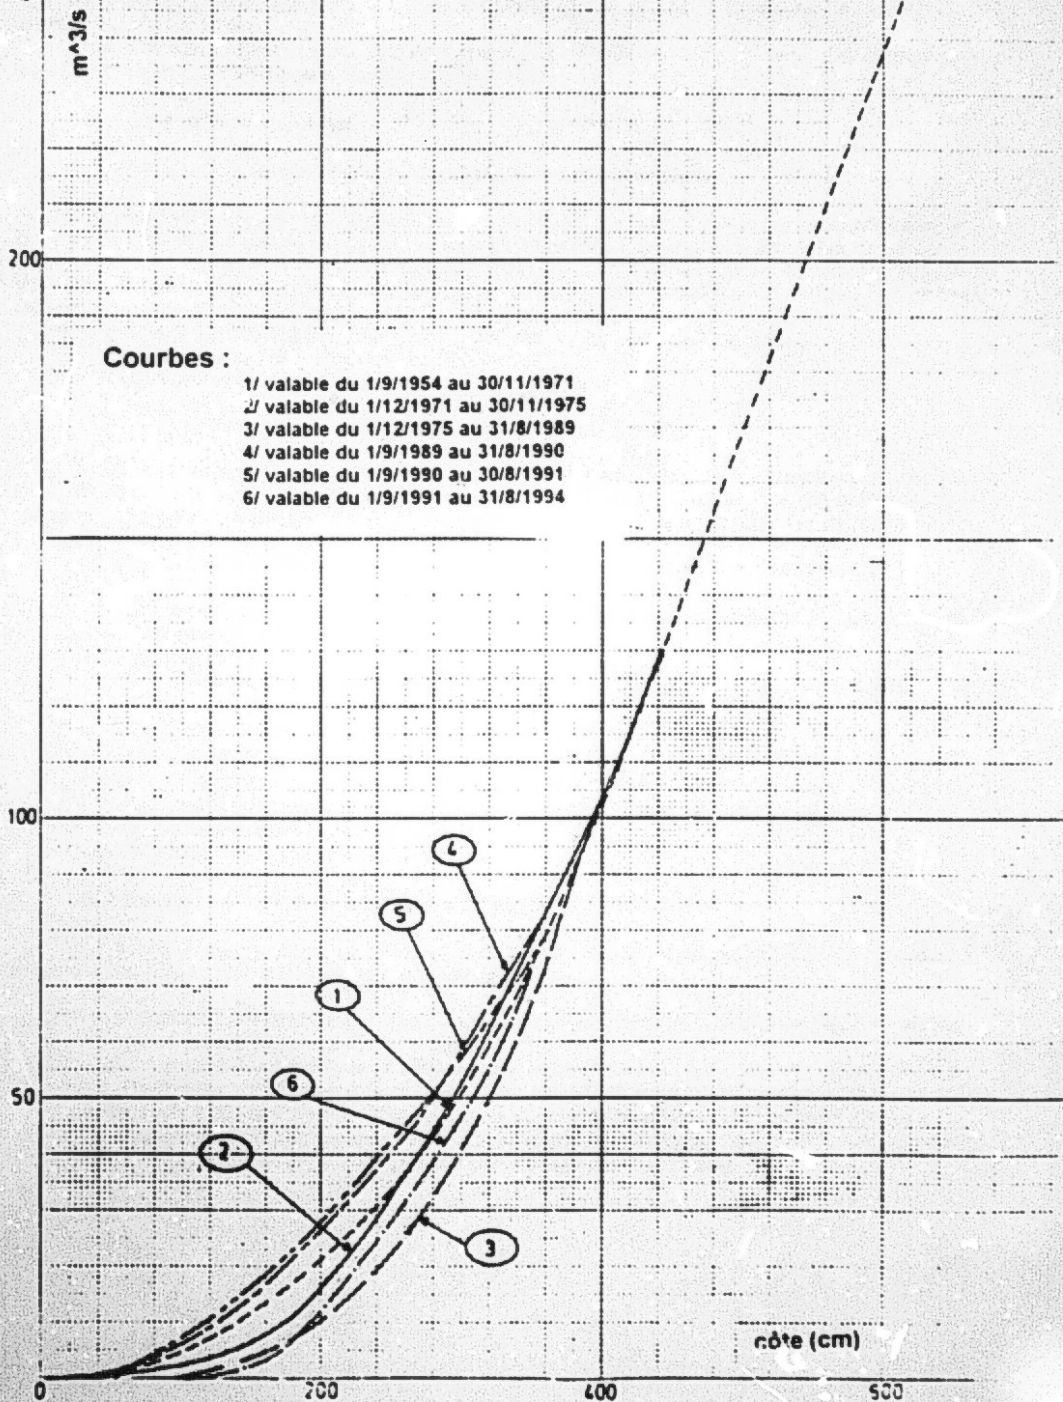 m^3/s
200
Courbes :
1/ valable du 1/9/1954 au 30/11/1971
2/ valable du 1/12/1971 au 30/11/1975
3/ valable du 1/12/1975 au 31/8/1989
4/ valable du 1/9/1989 au 31/8/1990
5/ valable du 1/9/1990 au 30/8/1991
6/ valable du 1/9/1991 au 31/8/1994
100
4
5
1
50
6
2
3
côte (cm)
0
200
400
500